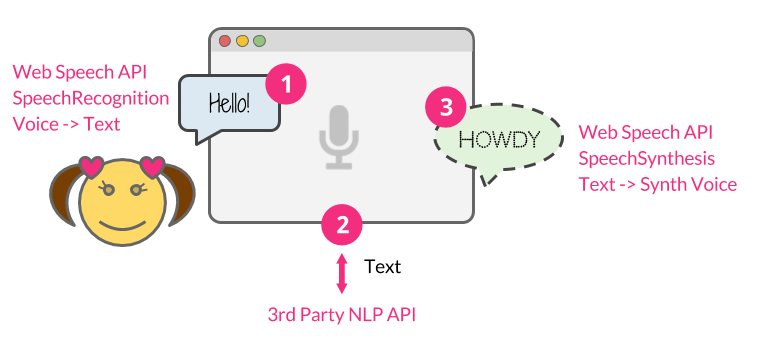 Web Speech API
SpeechRecognition
Voice -> Text
1
Hello!
3
HOWDY
Web Speech API
SpeechSynthesis
Text -> Synth Voice
2
Text
3rd Party NLP API